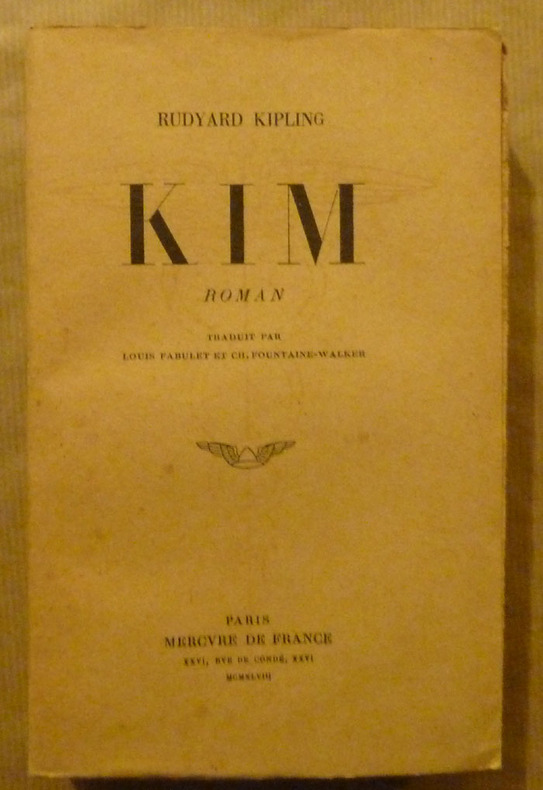 RUDYARD KIPLING
KIM
ROMAN
TRADUIT PAR
LOUIS FABULET ET CH. FOUNTAINE-WALKER
PARIS
MERCVRE DE FRANCE
XXVI, RVE DE CONDÉ, XXVI
MCMXLVIII